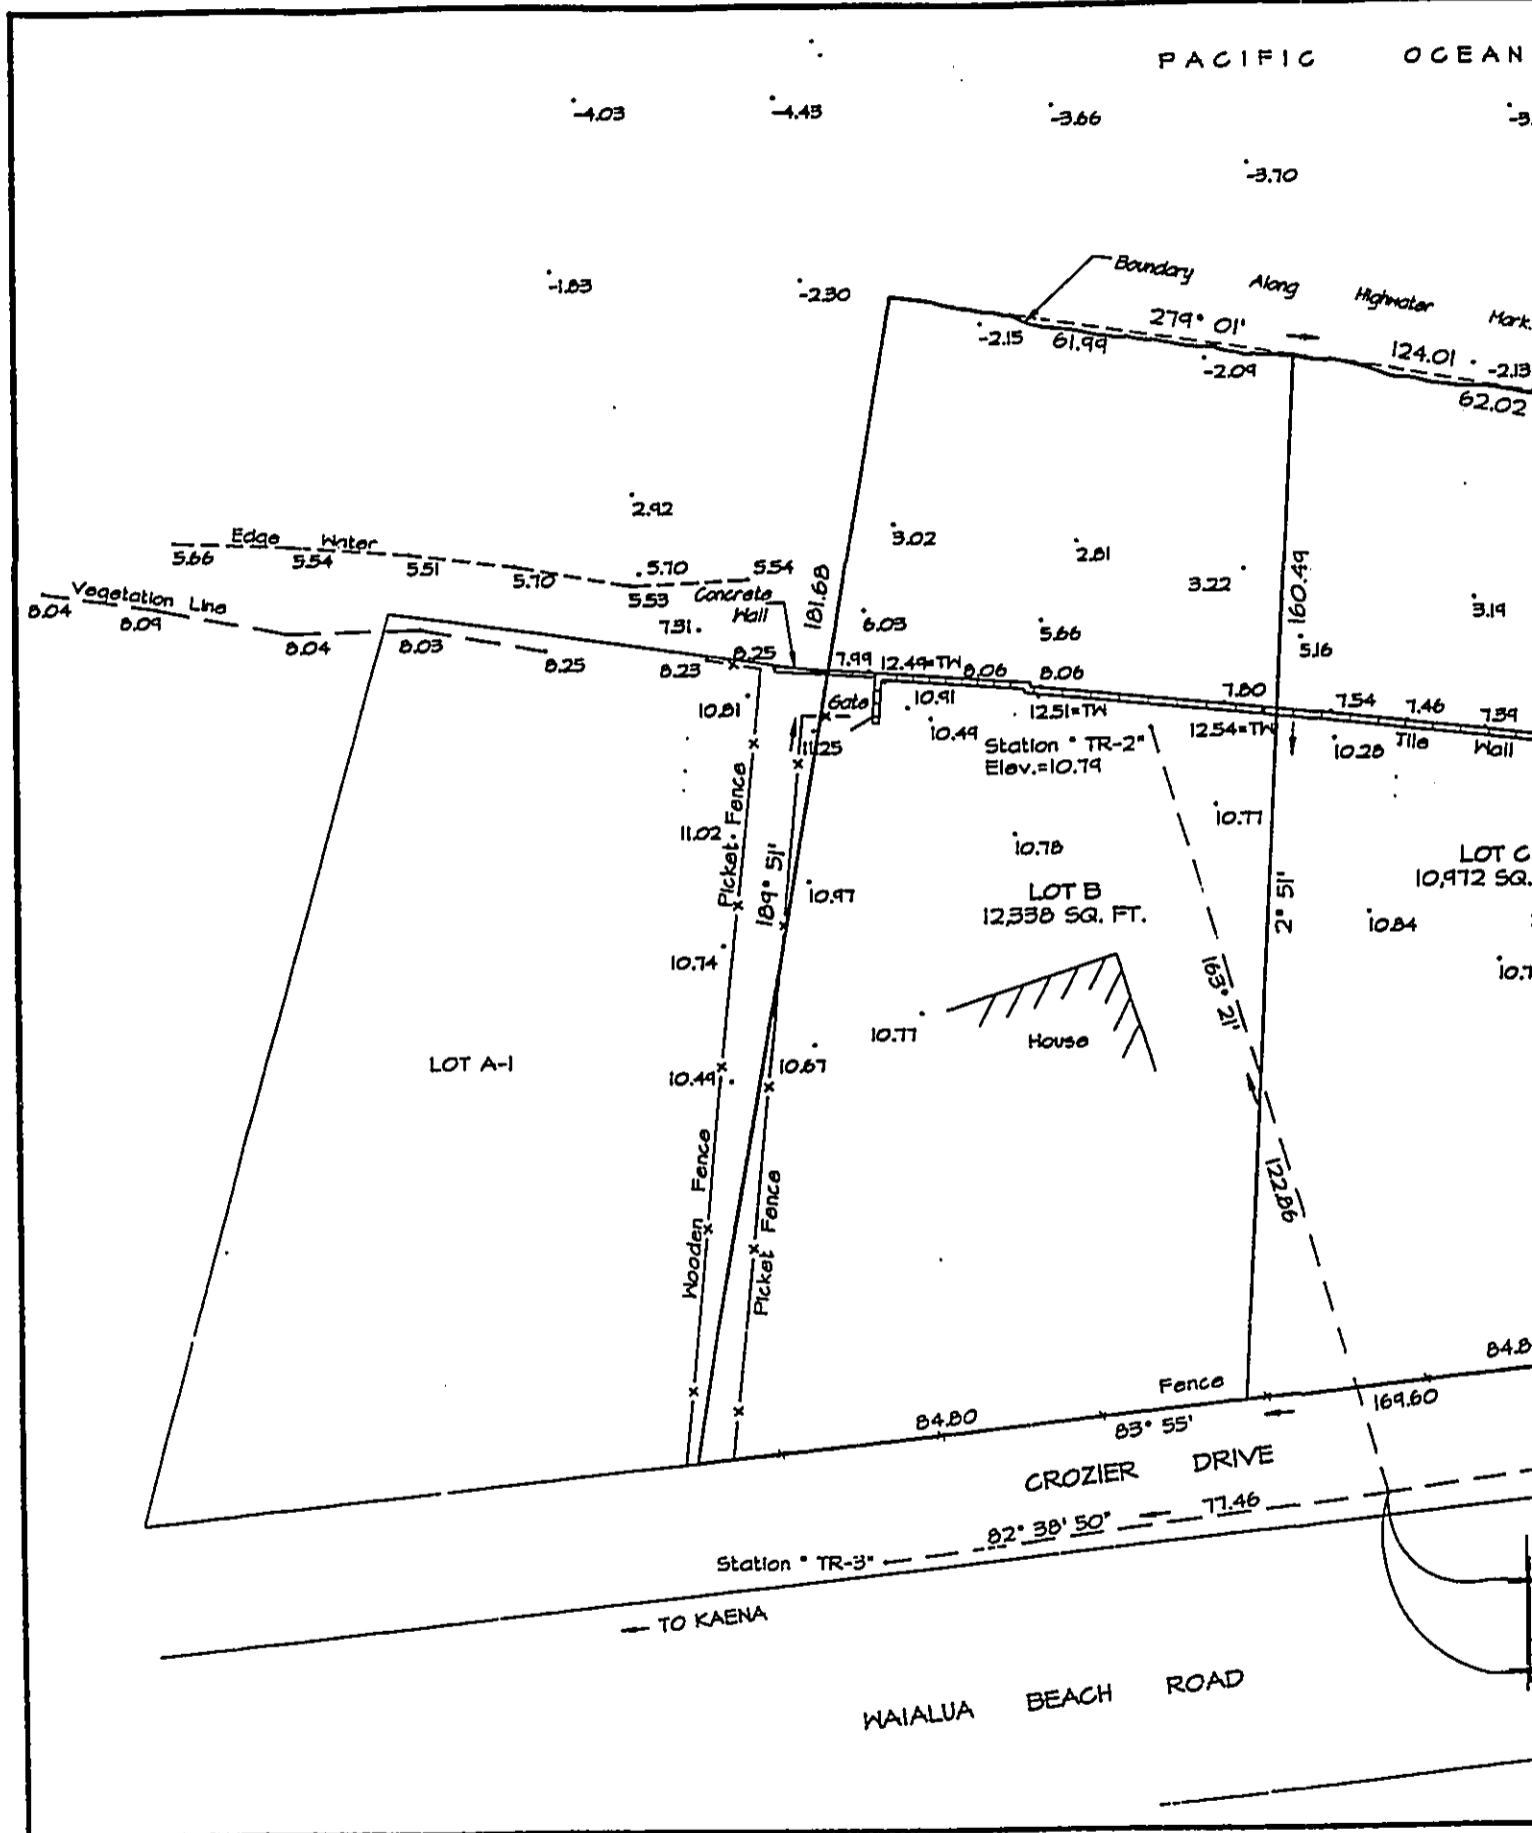 PACIFIC OCEAN
-4.03
-4.43
-3.66
-3.70
-1.83
-2.30
Boundary Along Highwater Mark.
279° 01'
-2.15
61.99
-2.09
124.01
-2.13
62.02
2.92
3.02
2.81
3.22
160.49
3.19
Edge Water
5.66
5.54
5.51
5.70
5.53
5.70
5.54
Concrete
Wall
181.68
Vegetation Line
8.04
8.09
8.04
8.03
8.25
7.31
6.03
5.66
5.16
8.23
8.25
7.99
12.49=TW
8.06
8.06
7.80
7.54
7.46
7.39
10.81
Gate
10.91
12.51=TW
12.54=TW
11.25
10.49
Station "TR-2"
Elev.=10.79
10.28
Tile Wall
Picket Fence
11.02
189° 51'
10.97
10.78
10.77
LOT B
12,338 SQ. FT.
2° 51'
LOT C
10,972 SQ.
10.84
10.74
163° 21'
10.77
House
LOT A-1
10.49
10.67
Wooden Fence
Picket Fence
122.86
Fence
84.80
83° 55'
169.60
84.8
CROZIER DRIVE
82° 38' 50"
77.46
Station "TR-3"
TO KAENA
WAIALUA BEACH ROAD